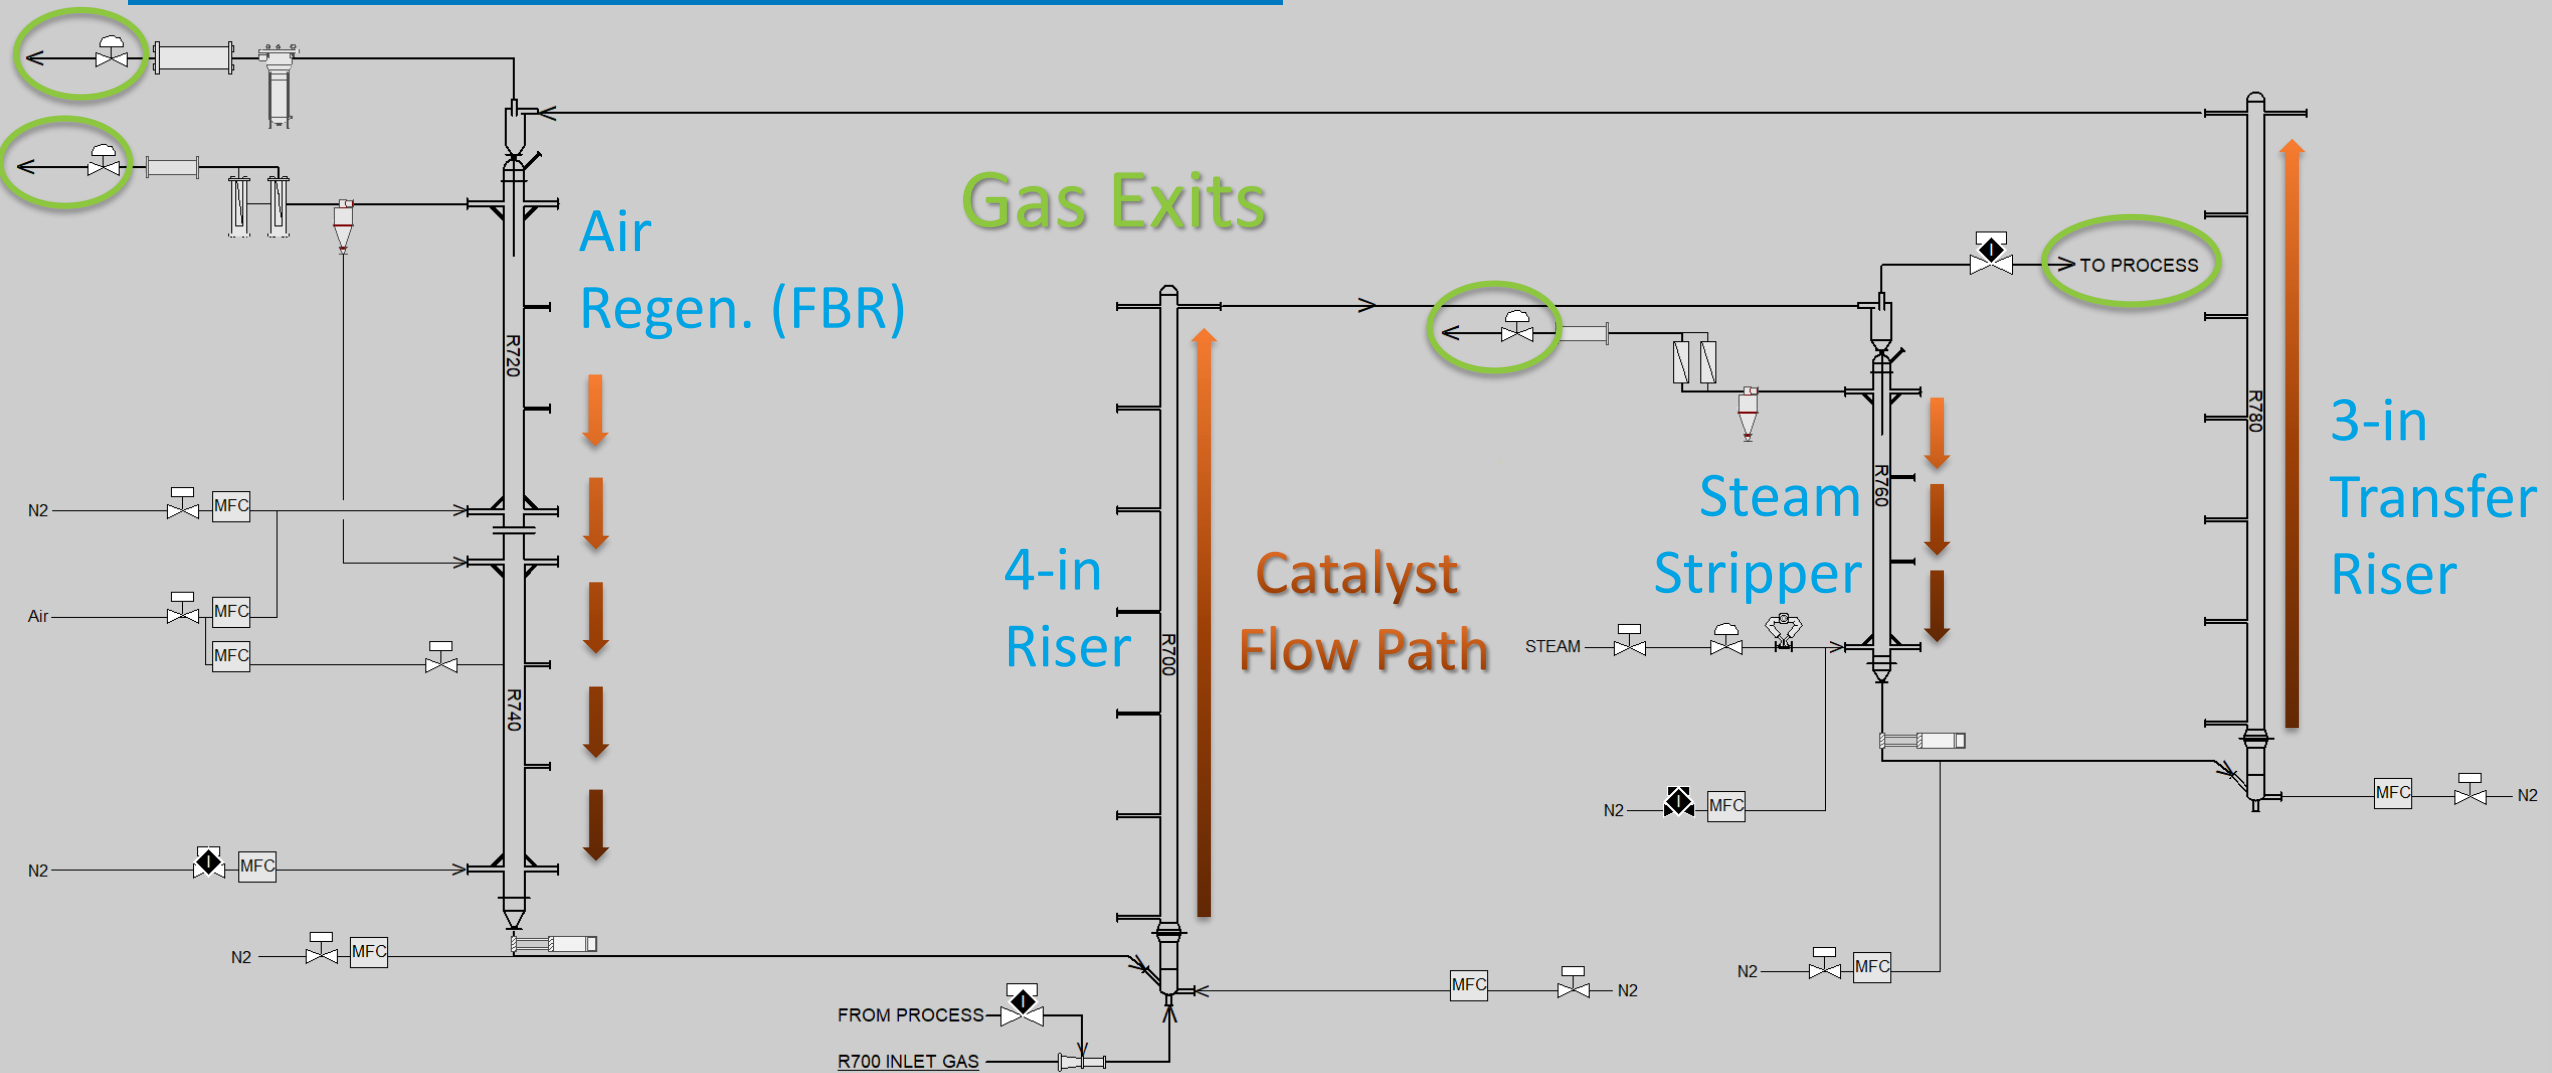 Gas Exits
Air
Regen. (FBR)
TO PROCESS
R720
R780
3-in
Transfer
Riser
Steam
Stripper
R760
N2
MFC
4-in
Riser
Catalyst
Flow Path
R700
Air
MFC
MFC
STEAM
R740
N2
MFC
MFC
N2
N2
MFC
N2
MFC
N2
MFC
MFC
N2
FROM PROCESS
R700 INLET GAS